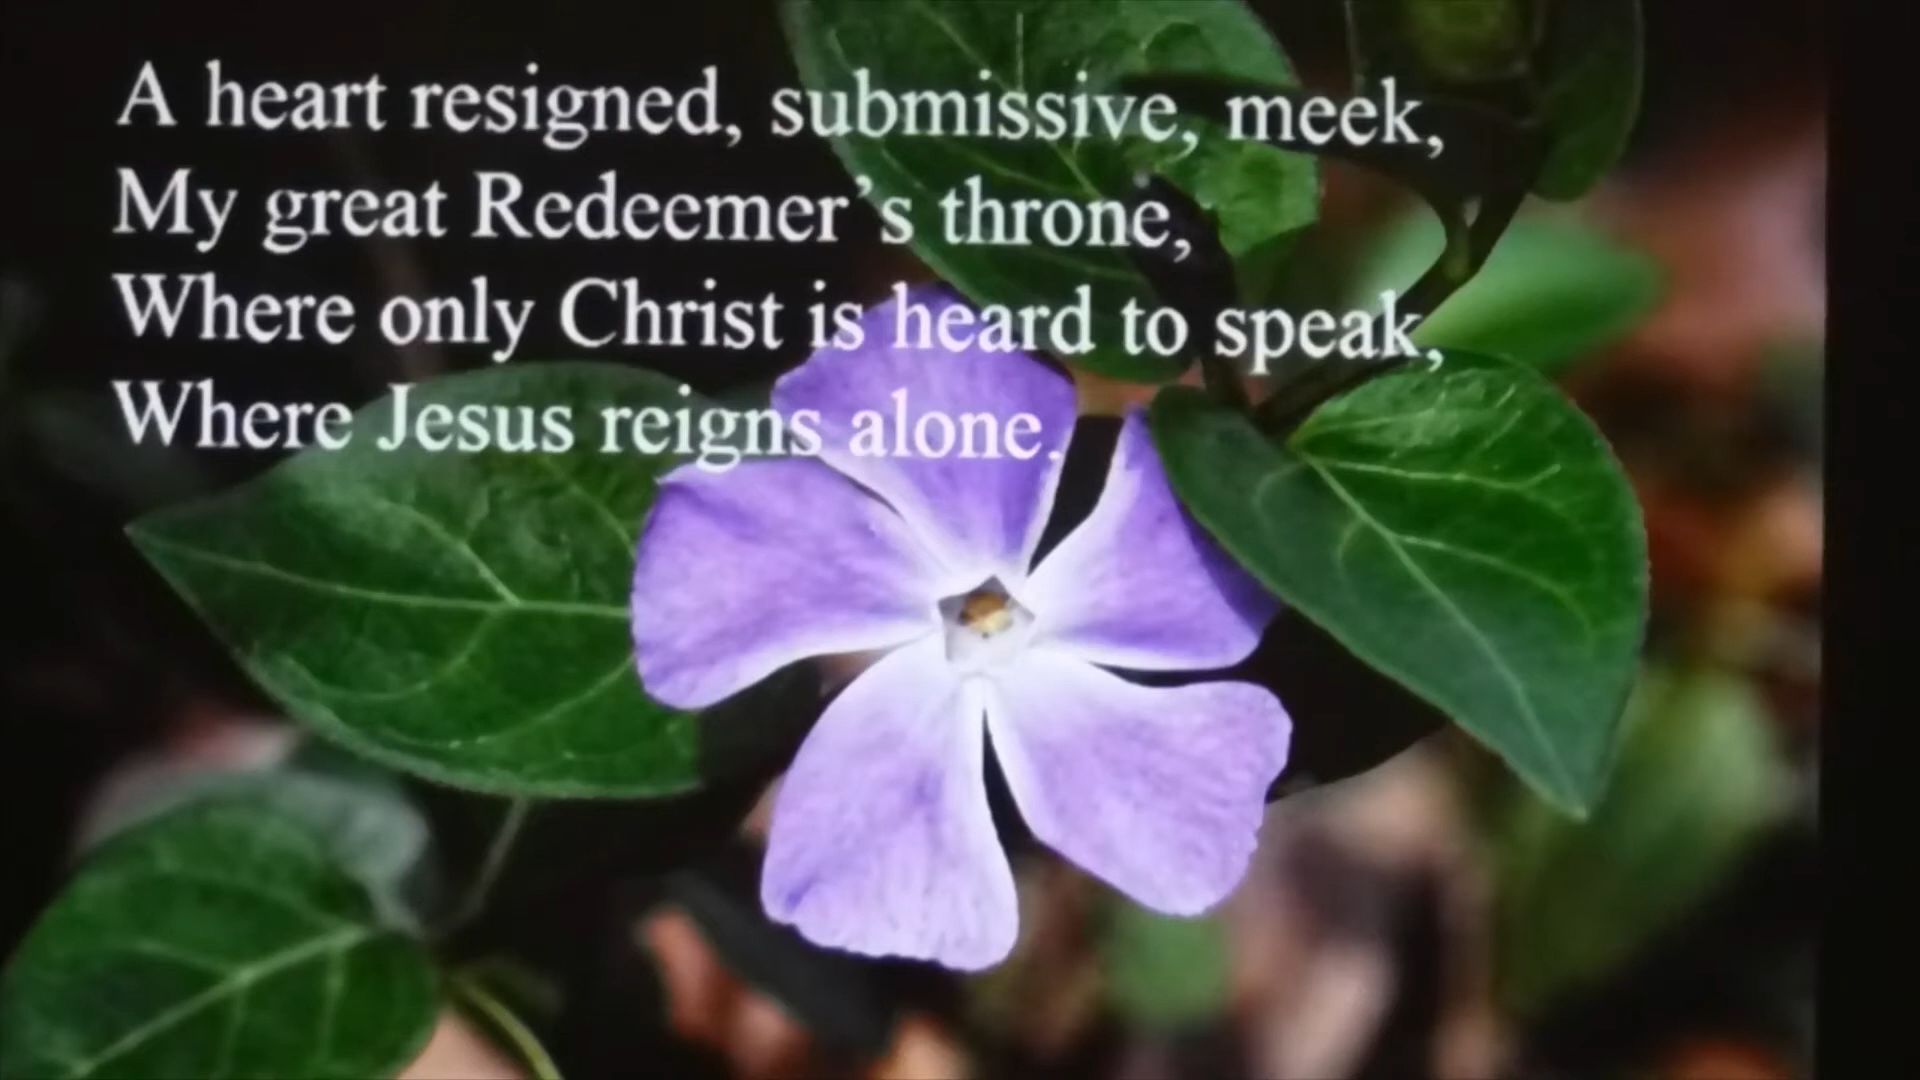 A heart resigned, submissive, meek,
My great Redeemer’s throne,
Where only Christ is heard to speak,
Where Jesus reigns alone.